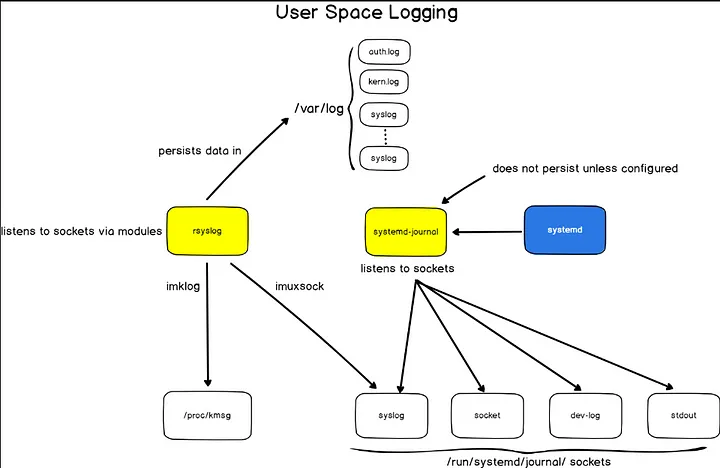 User Space Logging
auth.log
kern.log
/var/log
syslog
syslog
persists data in
does not persist unless configured
listens to sockets via modules
rsyslog
systemd-journal
systemd
listens to sockets
imklog
imuxsock
/proc/kmsg
syslog
socket
dev-log
stdout
/run/systemd/journal/ sockets